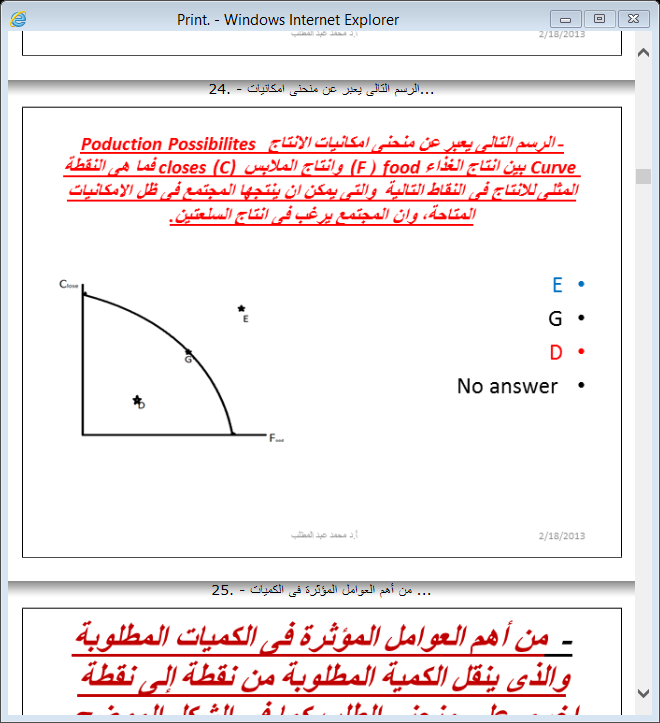 Print. - Windows Internet Explorer
أ.د محمد عبد المطلب
2/18/2013
24. - الرسم التالى يعبر عن منحنى امكانيات...
- الرسم التالى يعبر عن منحنى امكانيات الانتاج Poduction Possibilites
Curve بين انتاج الغذاء food ( F ) وانتاج الملابس closes (C) فما هى النقطة
المثلى للانتاج فى النقاط التالية والتى يمكن ان ينتجها المجتمع فى ظل الامكانيات
المتاحة، وان المجتمع يرغب فى انتاج السلعتين.
Close
E
G
D
Food
• E
• G
• D
• No answer
أ.د محمد عبد المطلب
2/18/2013
25. - من أهم العوامل المؤثرة فى الكميات ...
- من أهم العوامل المؤثرة فى الكميات المطلوبة
والذى ينقل الكمية المطلوبة من نقطة إلى نقطة